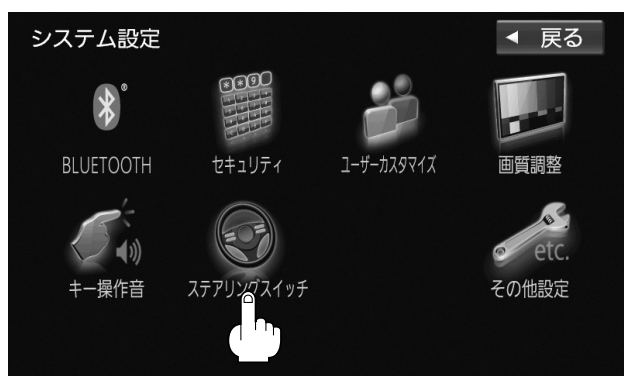 システム設定
戻る
BLUETOOTH
セキュリティ
ユーザーカスタマイズ
画質調整
キー操作音
ステアリングスイッチ
etc.
その他設定